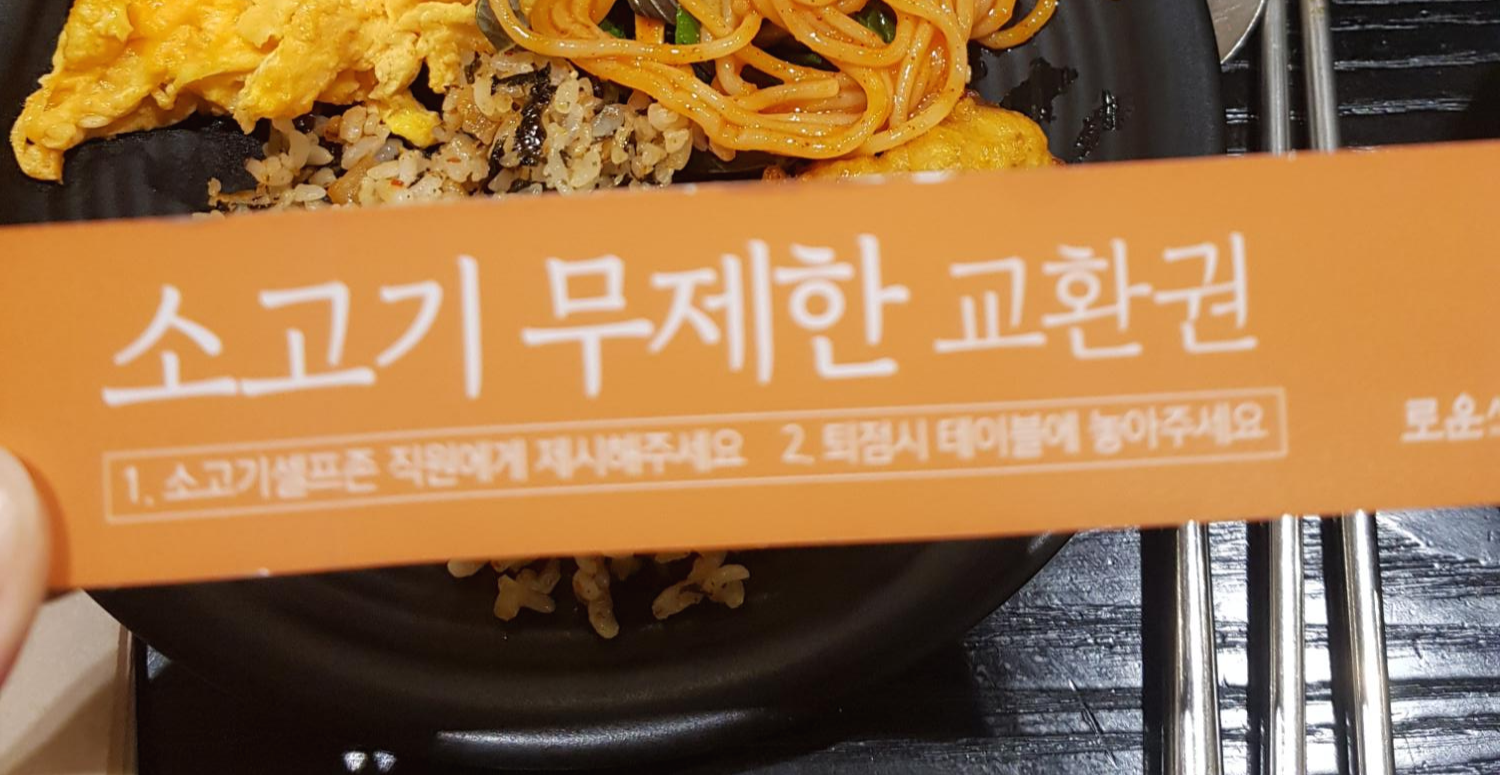 소고기 무제한 교환권
1. 소고기셀프존 직원에게 제시해주세요 2. 퇴점시 테이블에 놓아주세요
로운